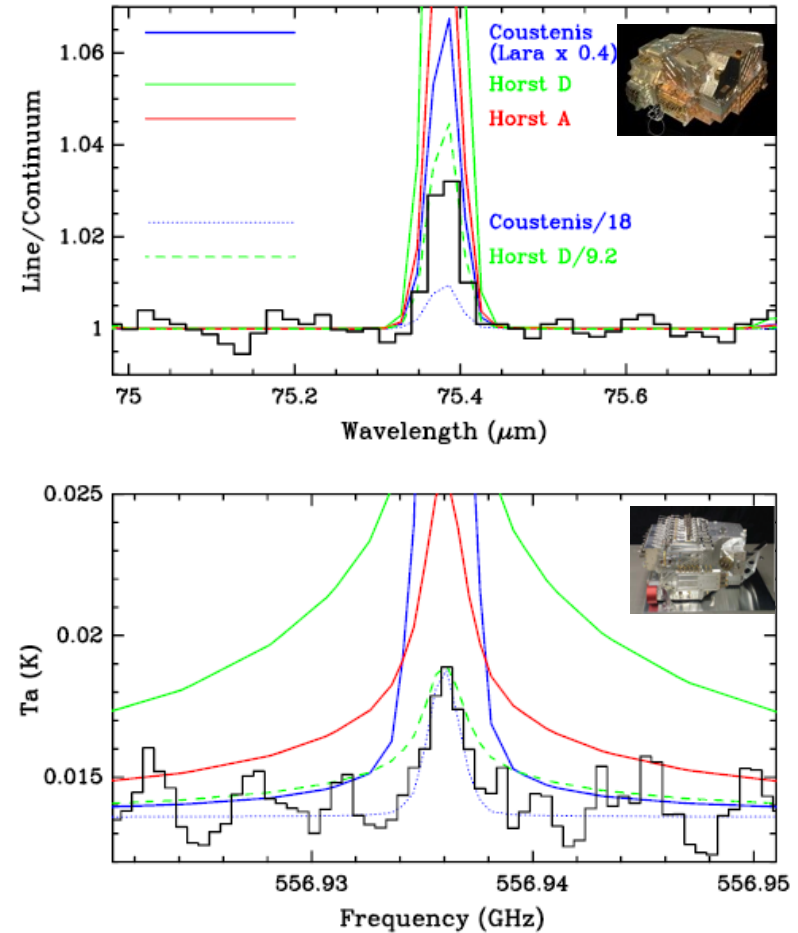 1.06
1.04
1.02
1
Line/Continuum
Coustenis
(Lara x 0.4)
Horst D
Horst A
Coustenis/18
Horst D/9.2
75
75.2
75.4
75.6
Wavelength (μm)
0.025
0.02
0.015
Ta (K)
556.93
556.94
556.95
Frequency (GHz)